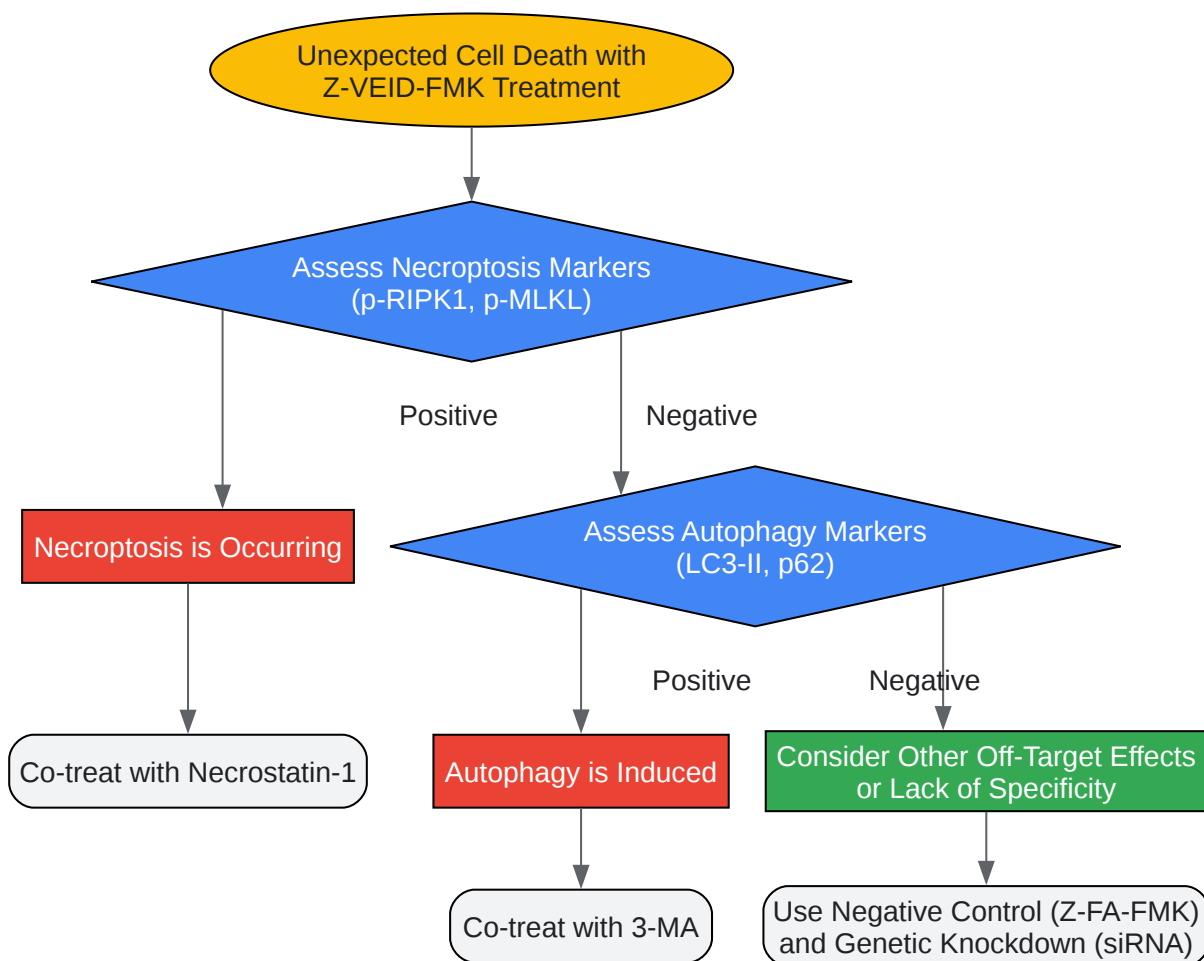 Unexpected Cell Death with
Z-VEID-FMK Treatment
Assess Necroptosis Markers
(p-RIPK1, p-MLKL)
Positive
Negative
Necroptosis is Occurring
Assess Autophagy Markers
(LC3-II, p62)
Positive
Negative
Co-treat with Necrostatin-1
Autophagy is Induced
Consider Other Off-Target Effects
or Lack of Specificity
Co-treat with 3-MA
Use Negative Control (Z-FA-FMK)
and Genetic Knockdown (siRNA)